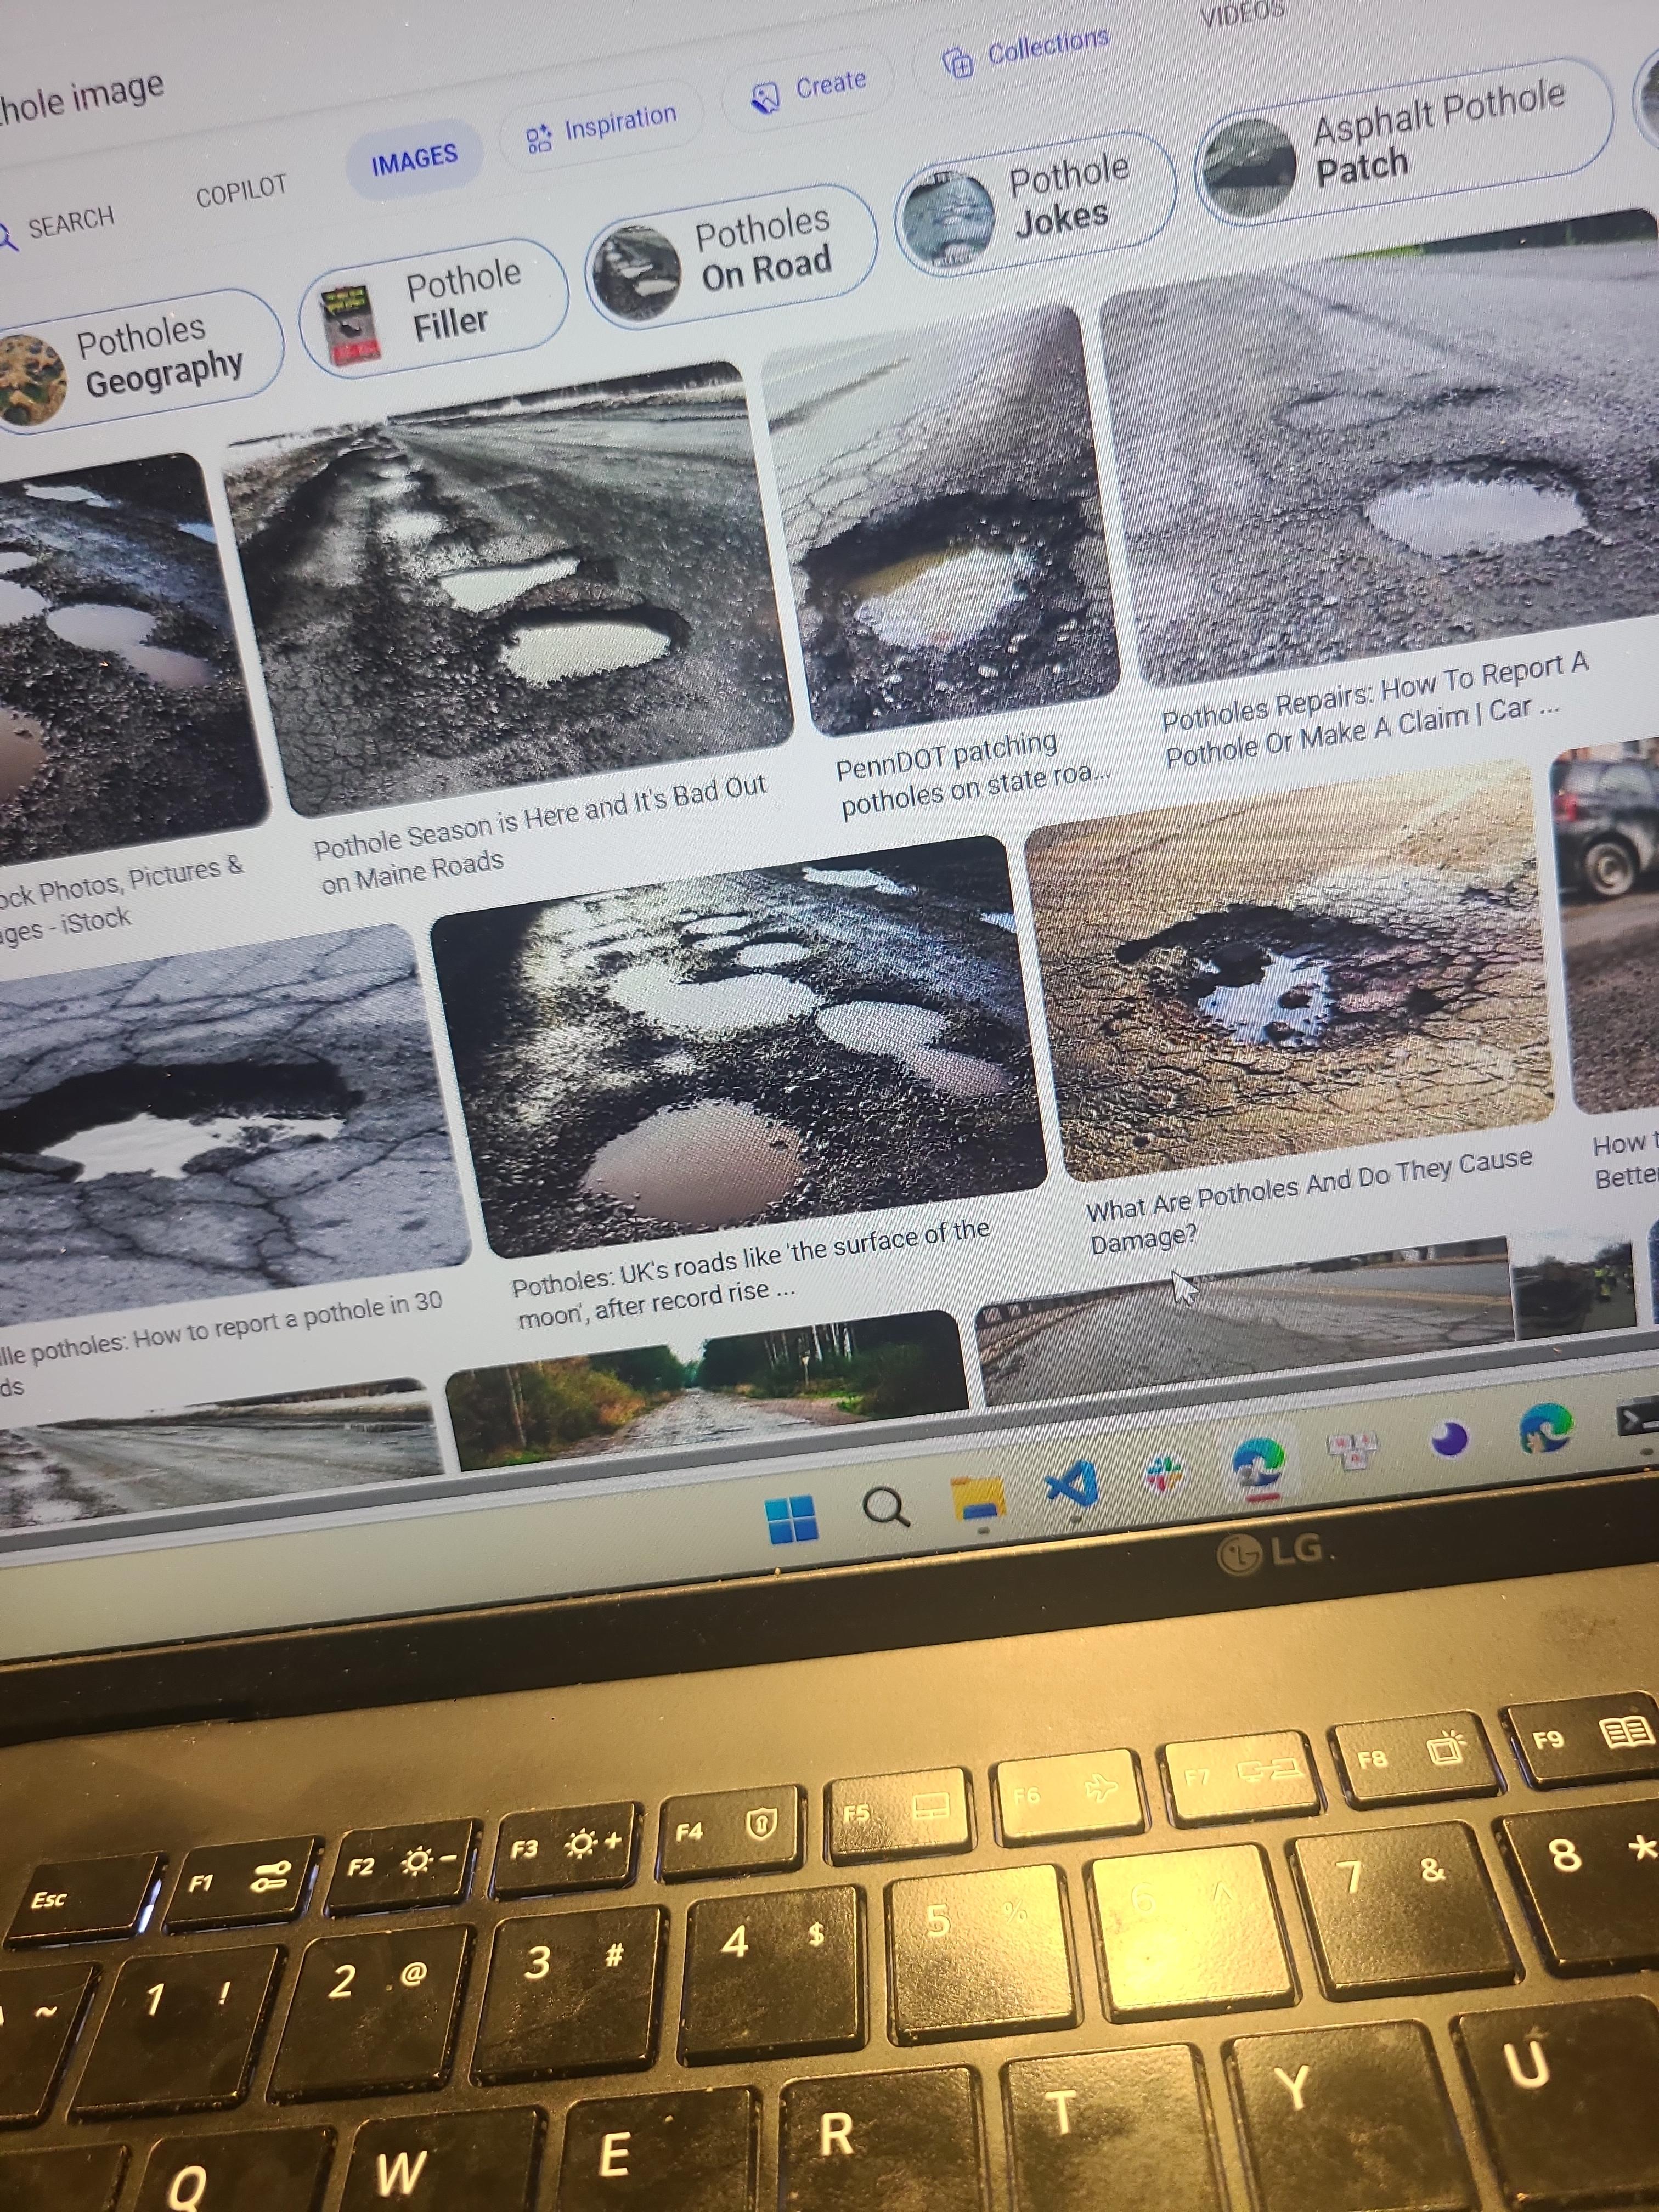 hole image
SEARCH
COPILOT
IMAGES
Inspiration
Create
Collections
VIDEOS
Potholes
Geography
Pothole
Filler
Potholes
On Road
Pothole
Jokes
Asphalt Pothole
Patch
ock Photos, Pictures &
ges - iStock
Pothole Season is Here and It's Bad Out
on Maine Roads
PennDOT patching
potholes on state roa...
Potholes Repairs: How To Report A
Pothole Or Make A Claim | Car ...
lle potholes: How to report a pothole in 30
ds
Potholes: UK's roads like 'the surface of the
moon', after record rise ...
What Are Potholes And Do They Cause
Damage?
How t
Bette
LG
Esc F1 F2 F3 F4 F5 F6 F7 F8 F9
~ 1 ! 2 @ 3 # 4 $ 5 % 6 ^ 7 & 8 *
Q W E R T Y U